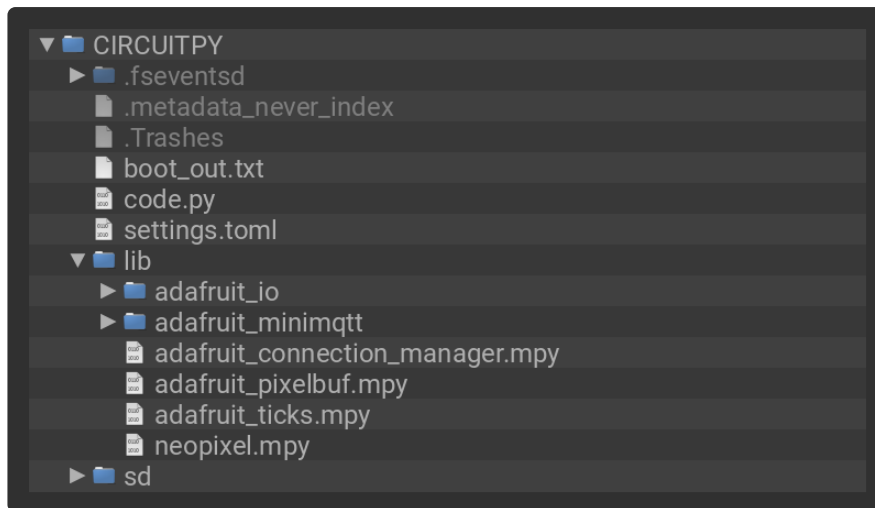 CIRCUITPY
.fseventsd
.metadata_never_index
.Trashes
boot_out.txt
code.py
settings.toml
lib
adafruit_io
adafruit_minimqtt
adafruit_connection_manager.mpy
adafruit_pixelbuf.mpy
adafruit_ticks.mpy
neopixel.mpy
sd